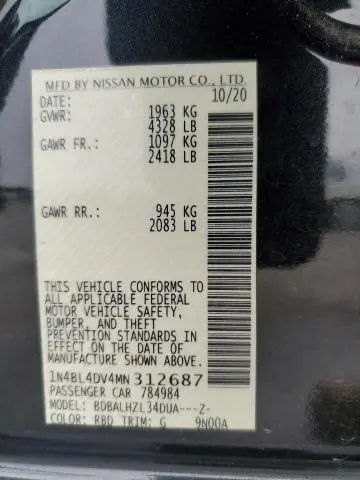 MFD BY NISSAN MOTOR CO., LTD.
DATE: 10/20
GVWR: 1963 KG
4328 LB
GAWR FR.: 1097 KG
2418 LB
GAWR RR.: 945 KG
2083 LB
THIS VEHICLE CONFORMS TO
ALL APPLICABLE FEDERAL
MOTOR VEHICLE SAFETY,
BUMPER, AND THEFT
PREVENTION STANDARDS IN
EFFECT ON THE DATE OF
MANUFACTURE SHOWN ABOVE.
1N4BL4DV4MN312687
PASSENGER CAR 784984
MODEL: BDBALHZL34DUA---Z-
COLOR: RBD TRIM: G 9N00A